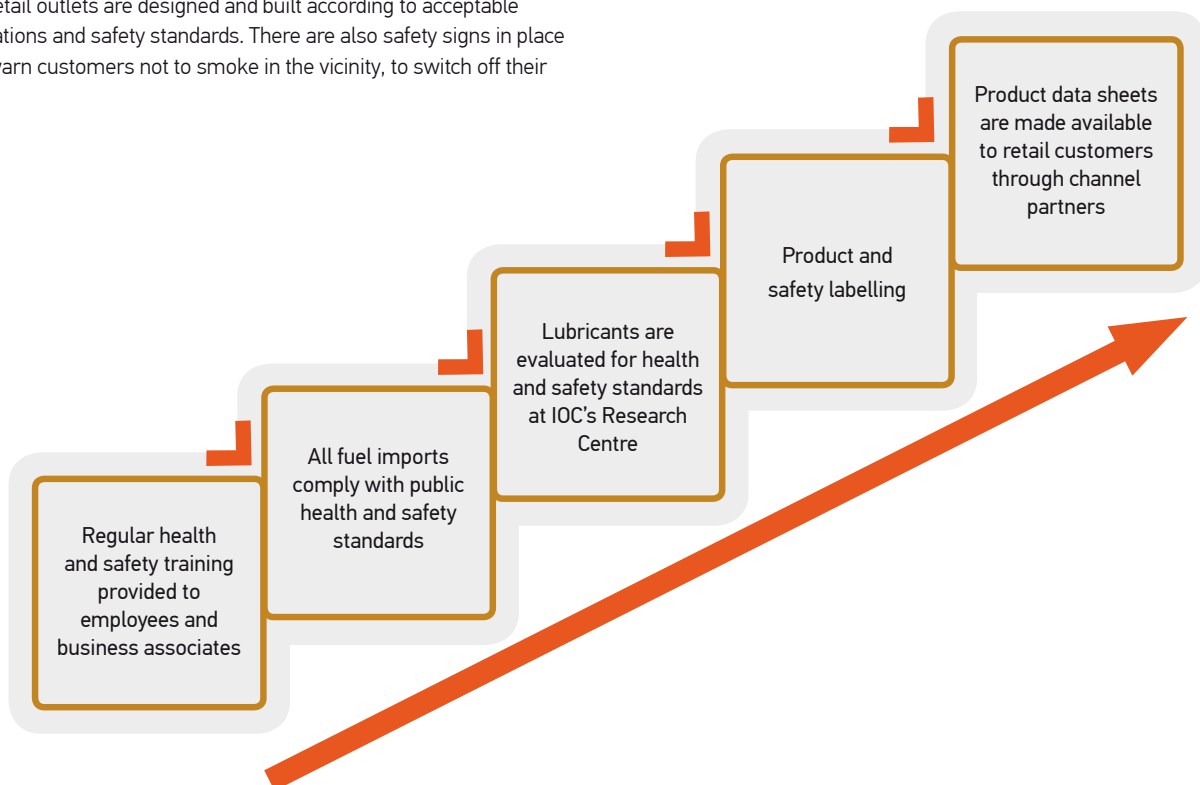 etail outlets are designed and built according to acceptable
ations and safety standards. There are also safety signs in place
warn customers not to smoke in the vicinity, to switch off their
Product data sheets
are made available
to retail customers
through channel
partners
Product and
safety labelling
Lubricants are
evaluated for health
and safety standards
at IOC's Research
Centre
All fuel imports
comply with public
health and safety
standards
Regular health
and safety training
provided to
employees and
business associates